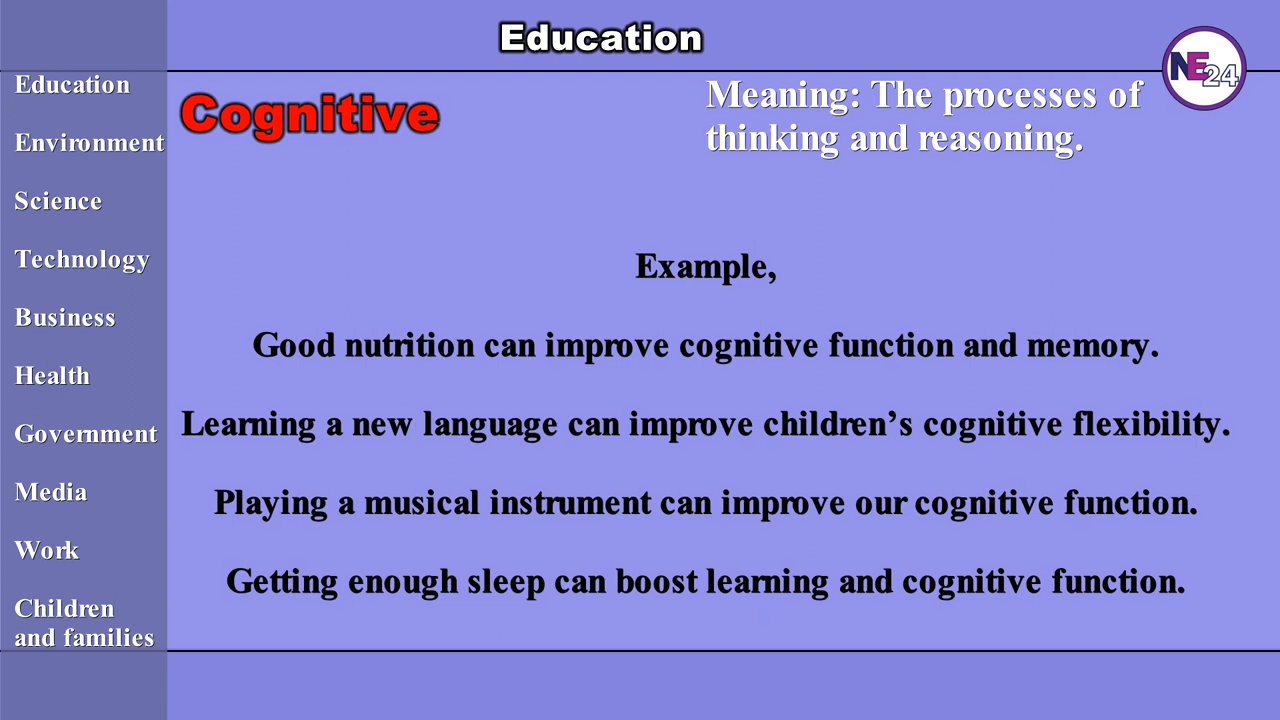 Education
NE24
Education
Environment
Science
Technology
Business
Health
Government
Media
Work
Children
and families
Cognitive
Meaning: The processes of
thinking and reasoning.
Example,
Good nutrition can improve cognitive function and memory.
Learning a new language can improve children’s cognitive flexibility.
Playing a musical instrument can improve our cognitive function.
Getting enough sleep can boost learning and cognitive function.